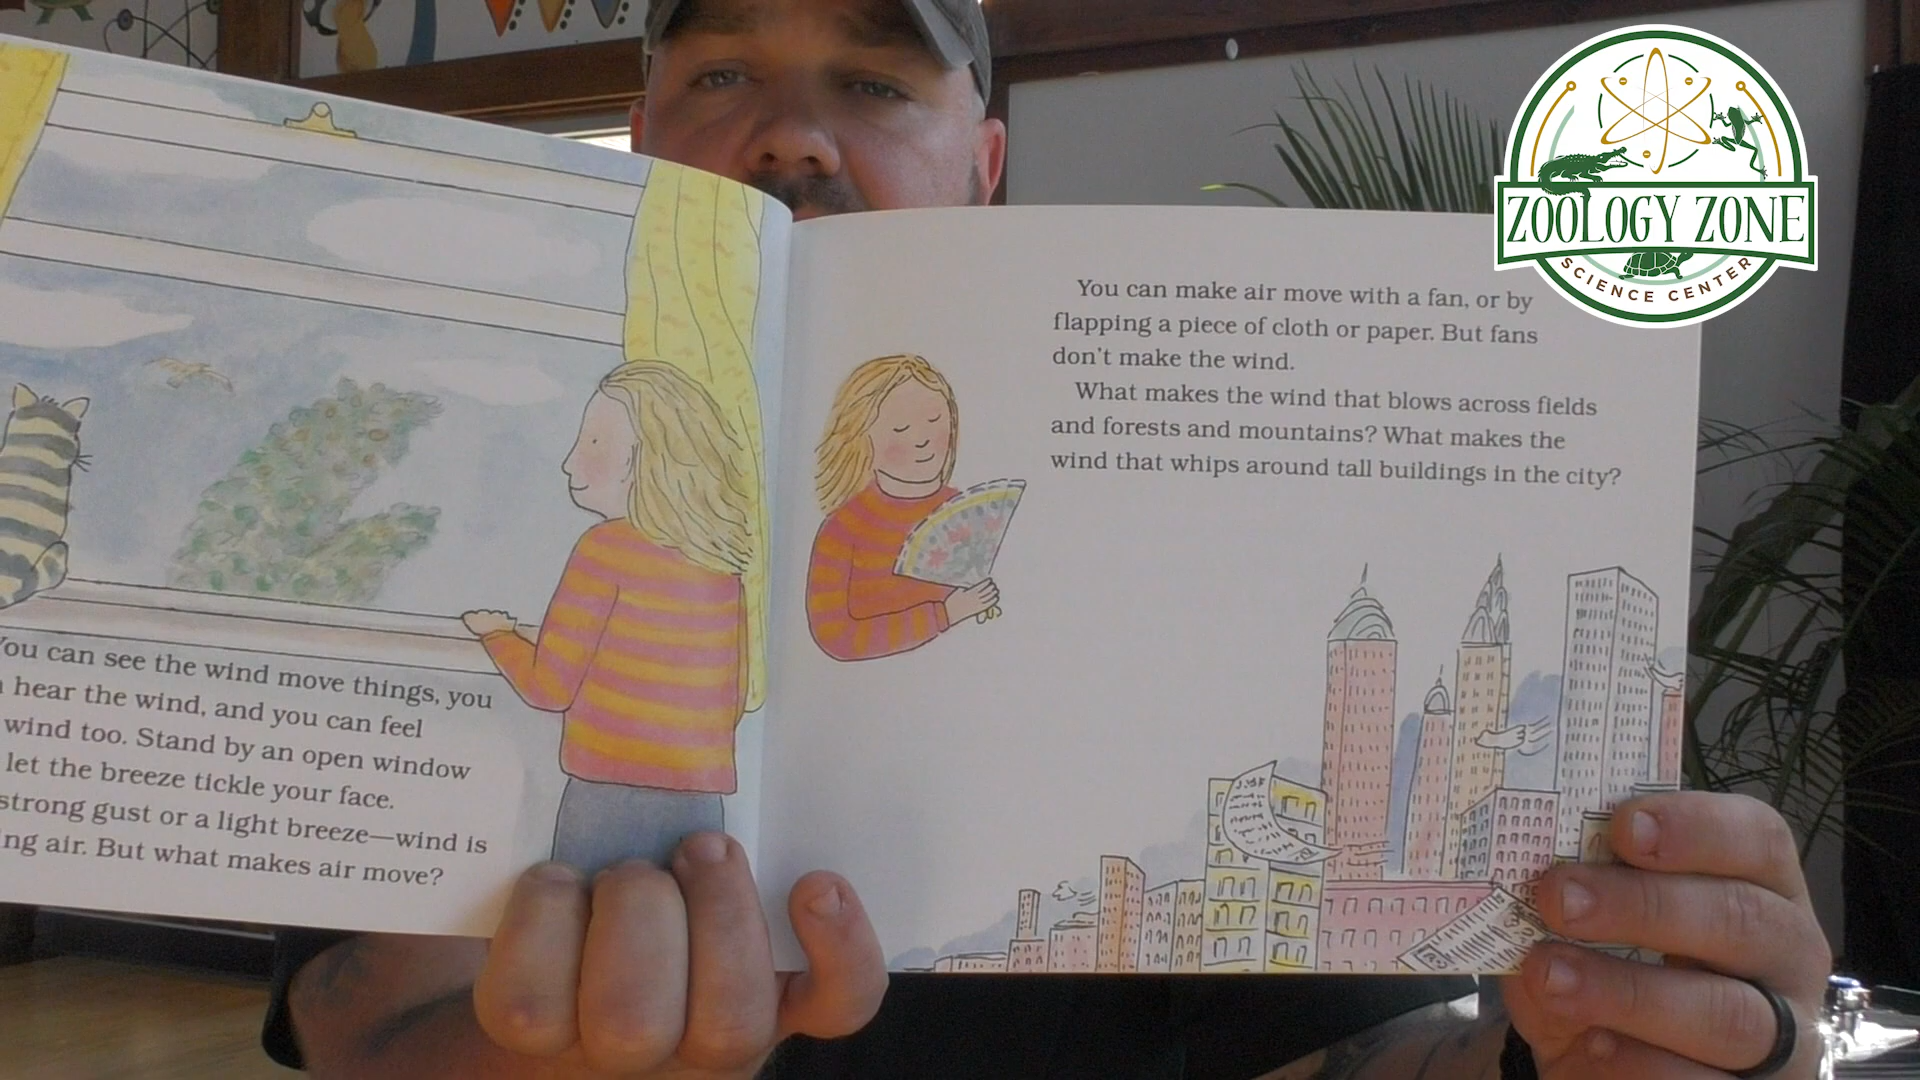 You can see the wind move things, you
hear the wind, and you can feel
wind too. Stand by an open window
let the breeze tickle your face.
strong gust or a light breeze—wind is
ing air. But what makes air move?
You can make air move with a fan, or by
flapping a piece of cloth or paper. But fans
don't make the wind.
What makes the wind that blows across fields
and forests and mountains? What makes the
wind that whips around tall buildings in the city?
ZOOLOGY ZONE
SCIENCE CENTER